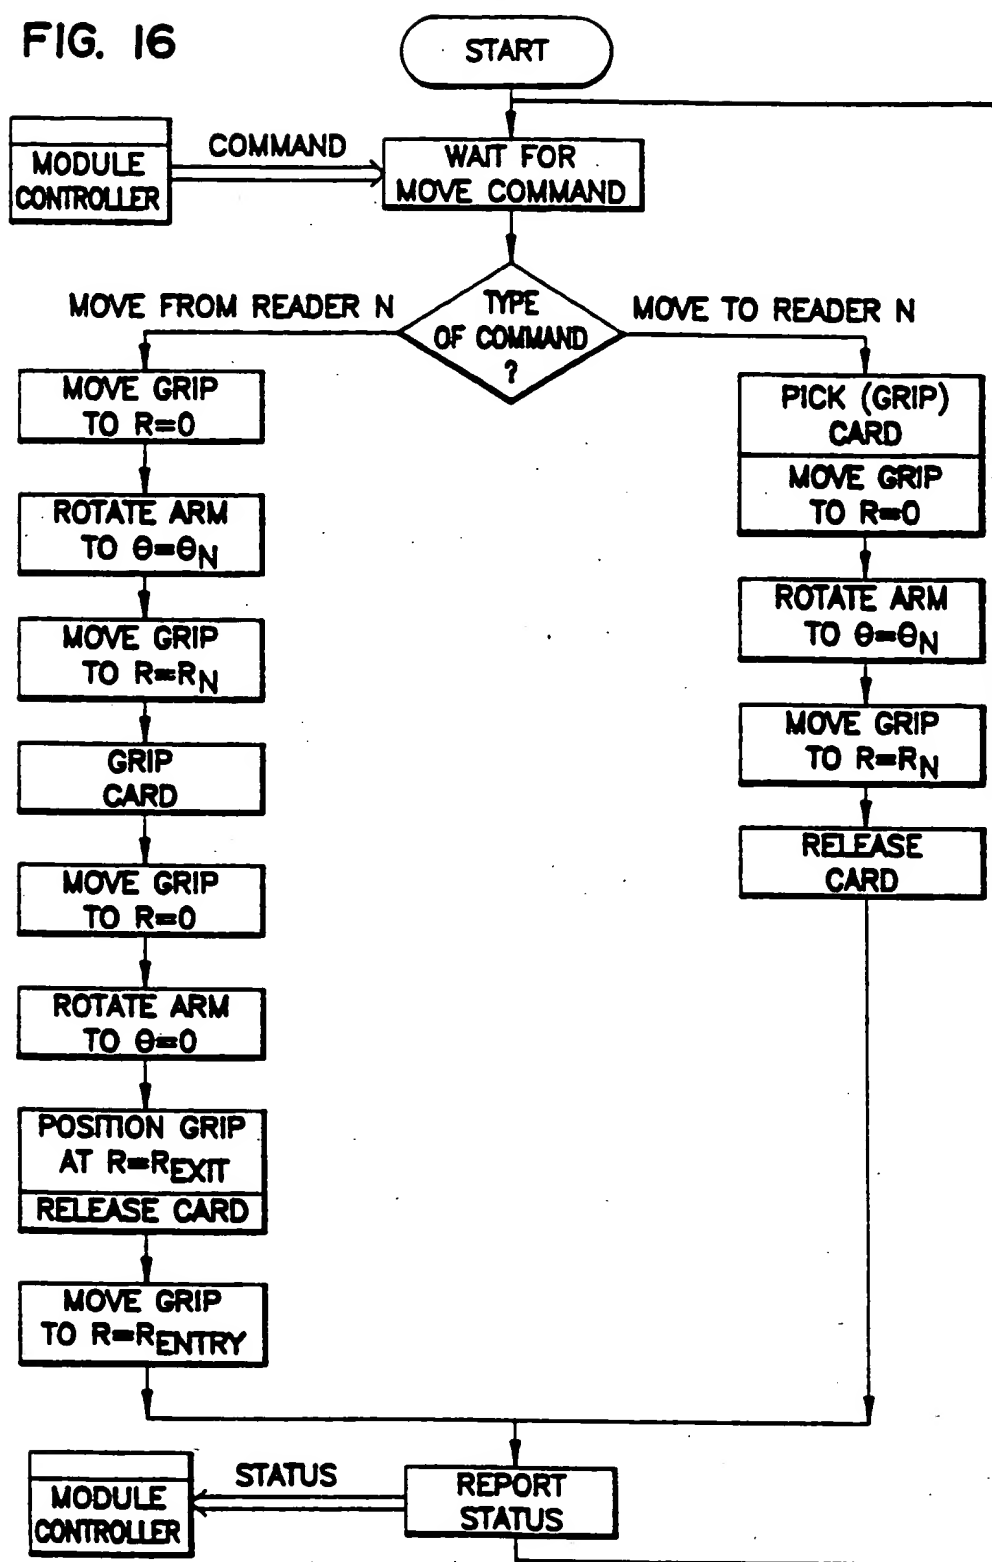 FIG. 16
START
MODULE
CONTROLLER
COMMAND
WAIT FOR
MOVE COMMAND
MOVE FROM READER N
TYPE
OF COMMAND
?
MOVE TO READER N
MOVE GRIP
TO R=0
ROTATE ARM
TO θ=θN
MOVE GRIP
TO R=RN
GRIP
CARD
MOVE GRIP
TO R=0
ROTATE ARM
TO θ=0
POSITION GRIP
AT R=REXIT
RELEASE CARD
MOVE GRIP
TO R=RENTRY
PICK (GRIP)
CARD
MOVE GRIP
TO R=0
ROTATE ARM
TO θ=θN
MOVE GRIP
TO R=RN
RELEASE
CARD
MODULE
CONTROLLER
STATUS
REPORT
STATUS